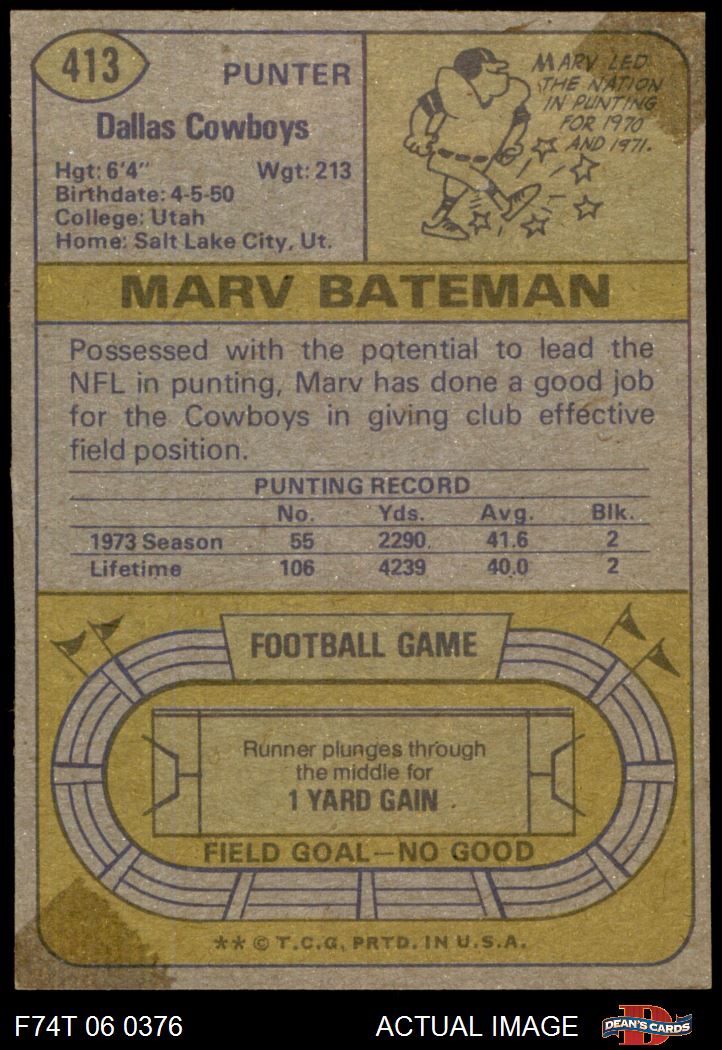 413
PUNTER
Dallas Cowboys
Hgt: 6'4" Wgt: 213
Birthdate: 4-5-50
College: Utah
Home: Salt Lake City, Ut.
MARV LED
THE NATION
IN PUNTING
FOR 1970
AND 1971.
MARV BATEMAN
Possessed with the potential to lead the
NFL in punting, Marv has done a good job
for the Cowboys in giving club effective
field position.
PUNTING RECORD
No. Yds. Avg. Blk.
1973 Season 55 2290 41.6 2
Lifetime 106 4239 40.0 2
FOOTBALL GAME
Runner plunges through
the middle for
1 YARD GAIN
FIELD GOAL—NO GOOD
** © T.C.G. PRTD. IN U.S.A.
F74T 06 0376 ACTUAL IMAGE
D
DEAN'S CARDS